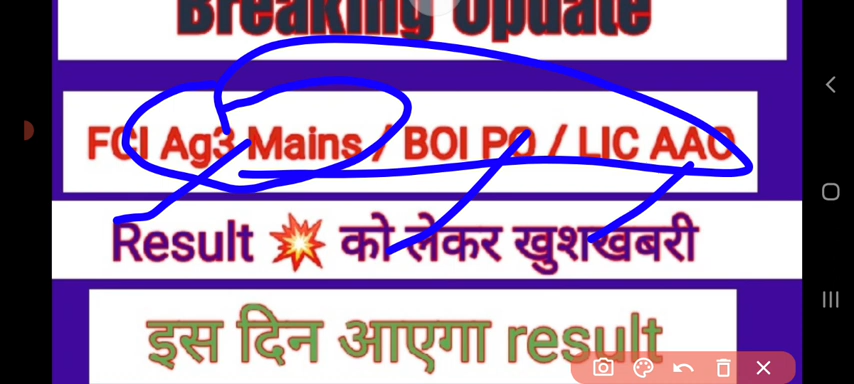 Breaking Update
FCI Ag3 Mains / BOI PO / LIC AAO
Result 💥 को लेकर खुशखबरी
इस दिन आएगा result